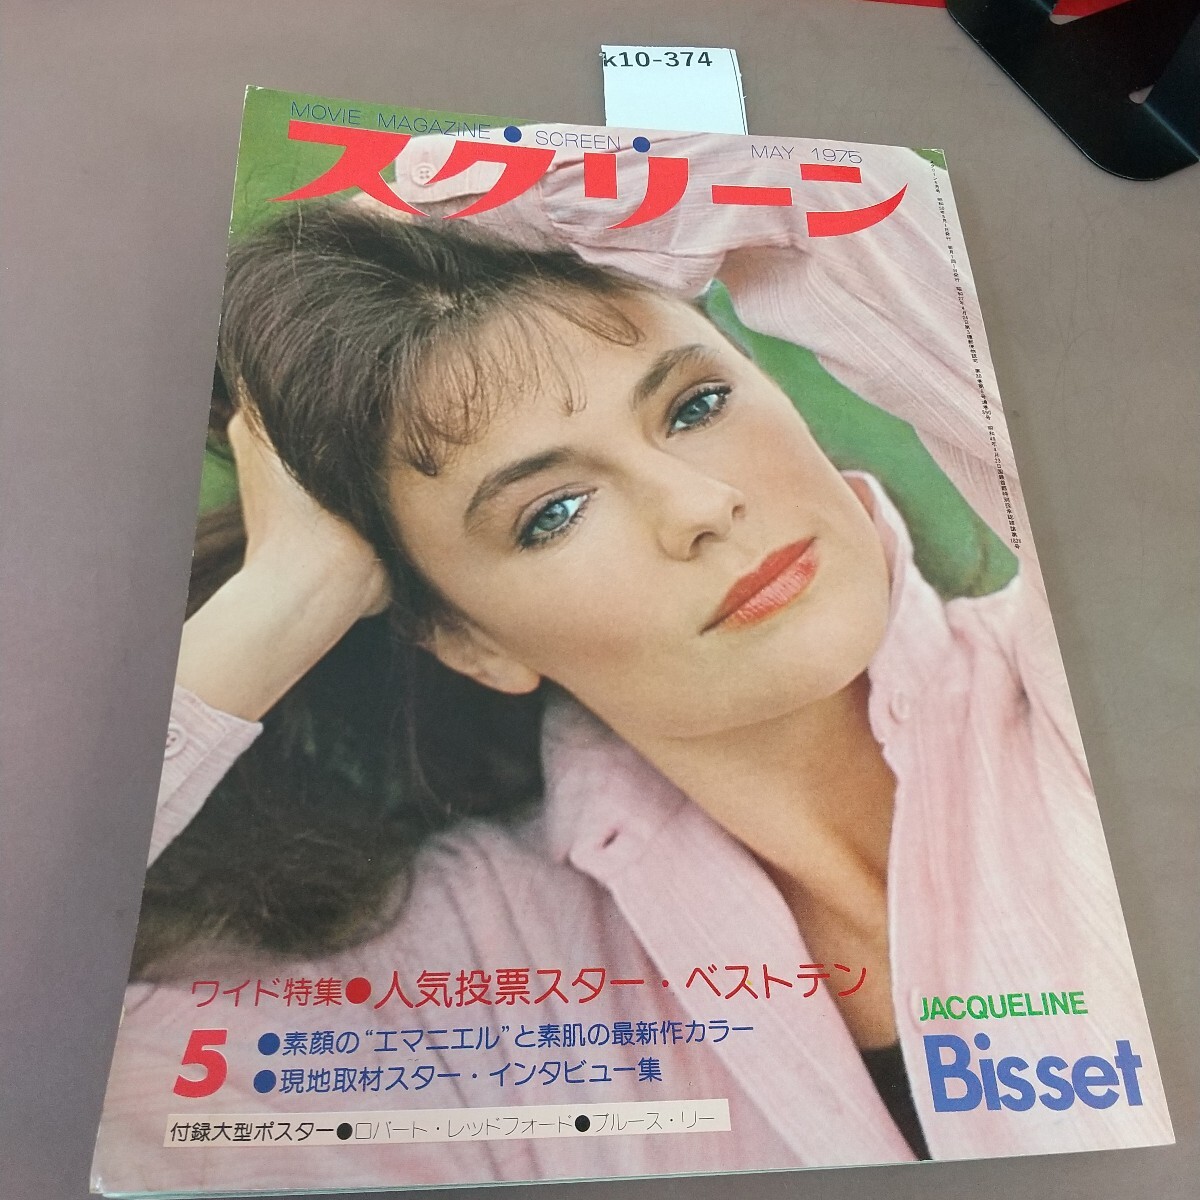 k10-374
MOVIE MAGAZINE ● SCREEN ● MAY 1975
スクリーン
ワイド特集●人気投票スター・ベストテン
5
●素顔の“エマニエル”と素肌の最新作カラー
●現地取材スター・インタビュー集
付録大型ポスター●ロバート・レッドフォード●ブルース・リー
JACQUELINE
Bisset